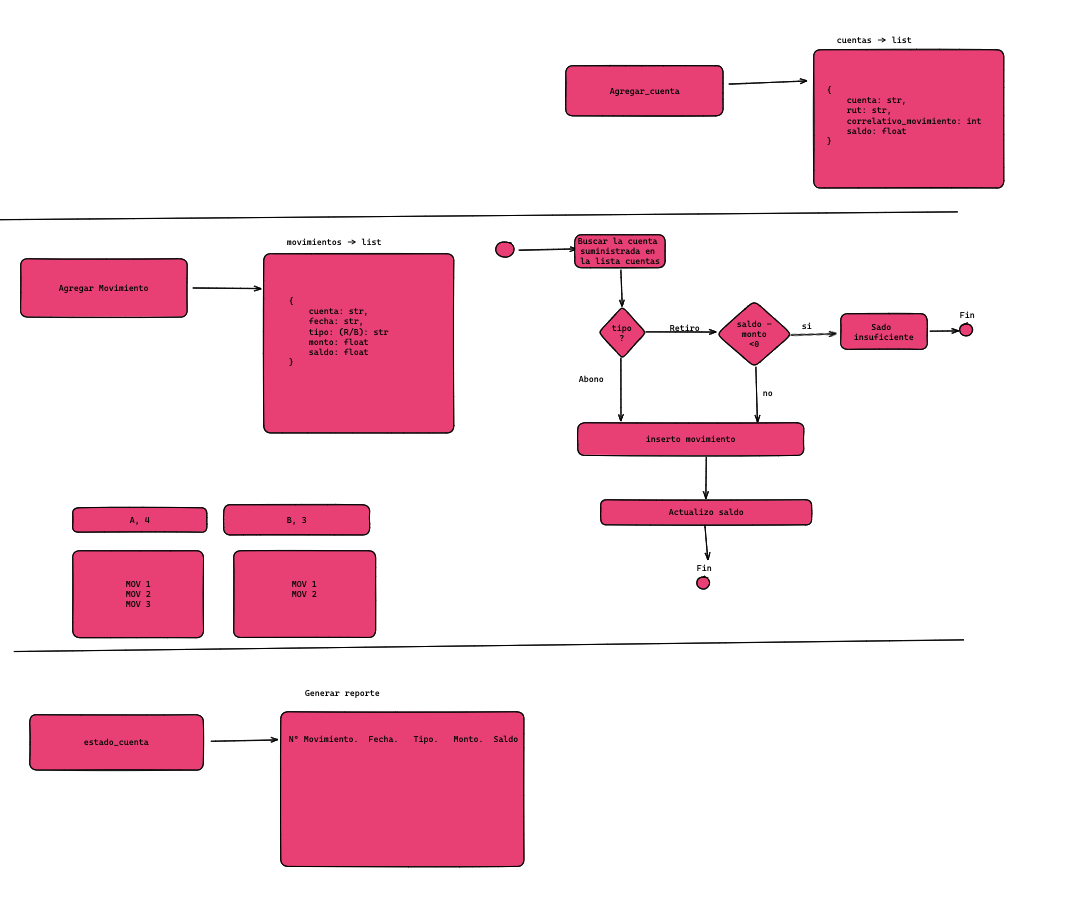 cuentas → list
Agregar_cuenta
{
cuenta: str,
rut: str,
correlativo_movimiento: int
saldo: float
}
movimientos → list
Agregar Movimiento
{
cuenta: str,
fecha: str,
tipo: (R/B): str
monto: float
saldo: float
}
Buscar la cuenta
suministrada en
la lista cuentas
tipo
?
Retiro
saldo -
monto
<0
si
Sado
insuficiente
Fin
Abono
no
inserto movimiento
Actualizo saldo
Fin
A, 4
B, 3
MOV 1
MOV 2
MOV 3
MOV 1
MOV 2
Generar reporte
estado_cuenta
N° Movimiento. Fecha. Tipo. Monto. Saldo